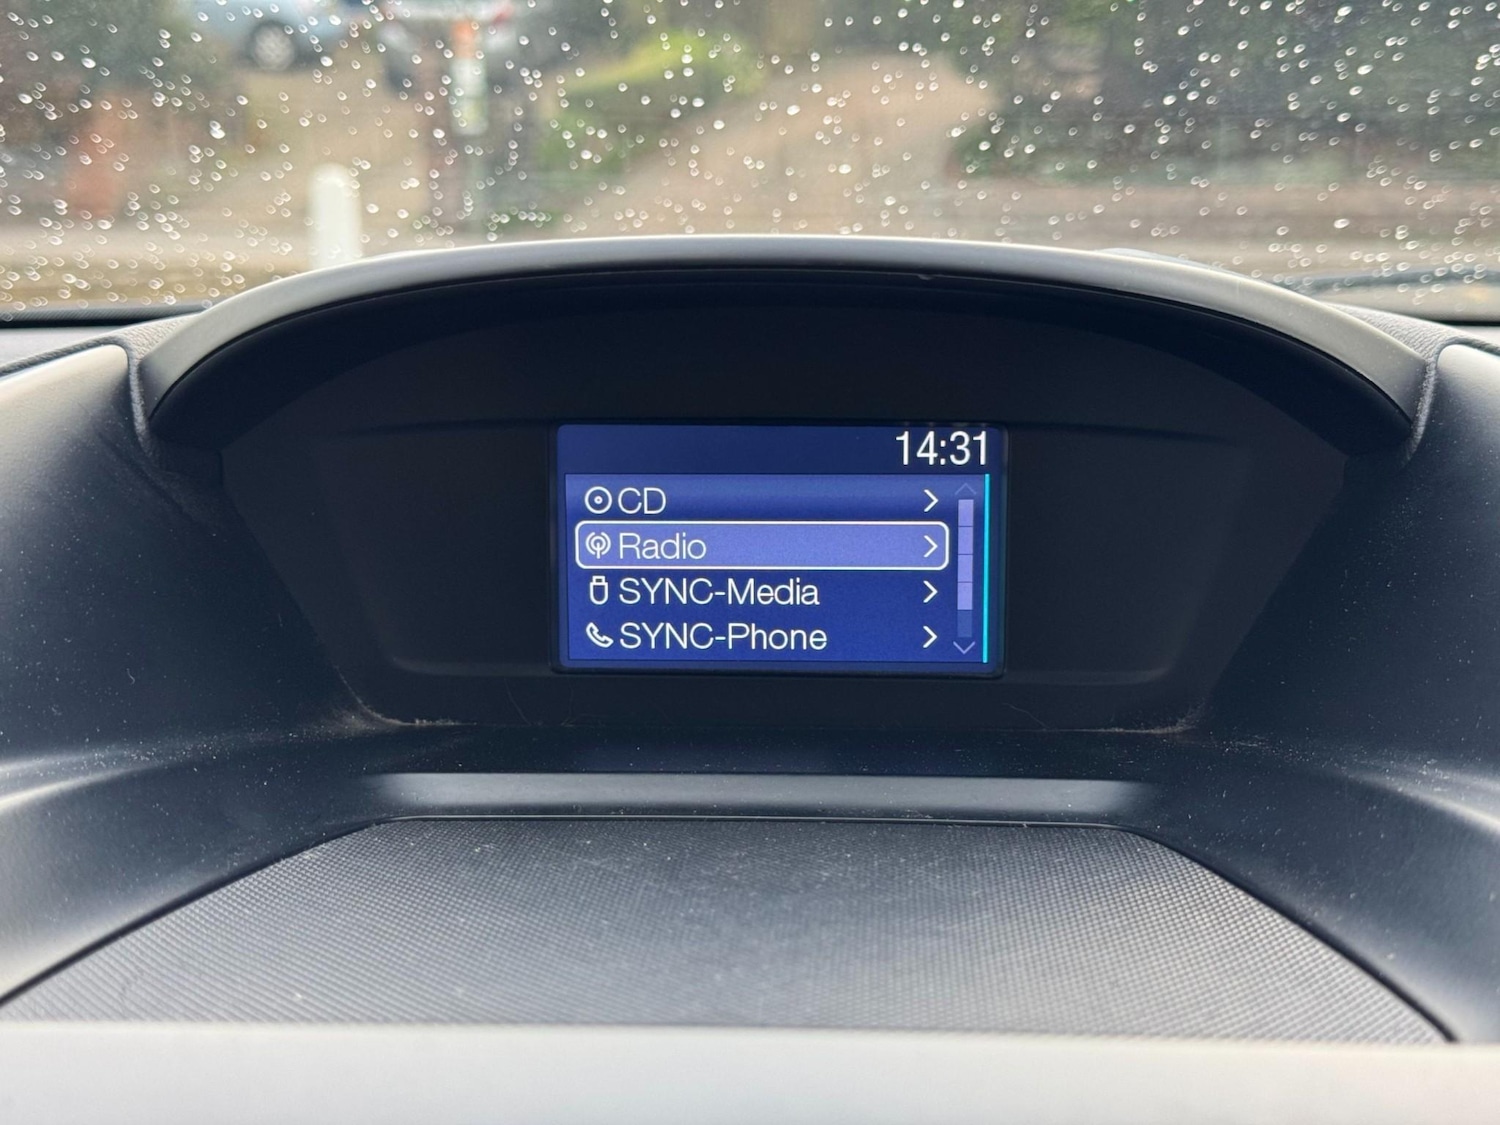 14:31
CD
Radio
SYNC-Media
SYNC-Phone